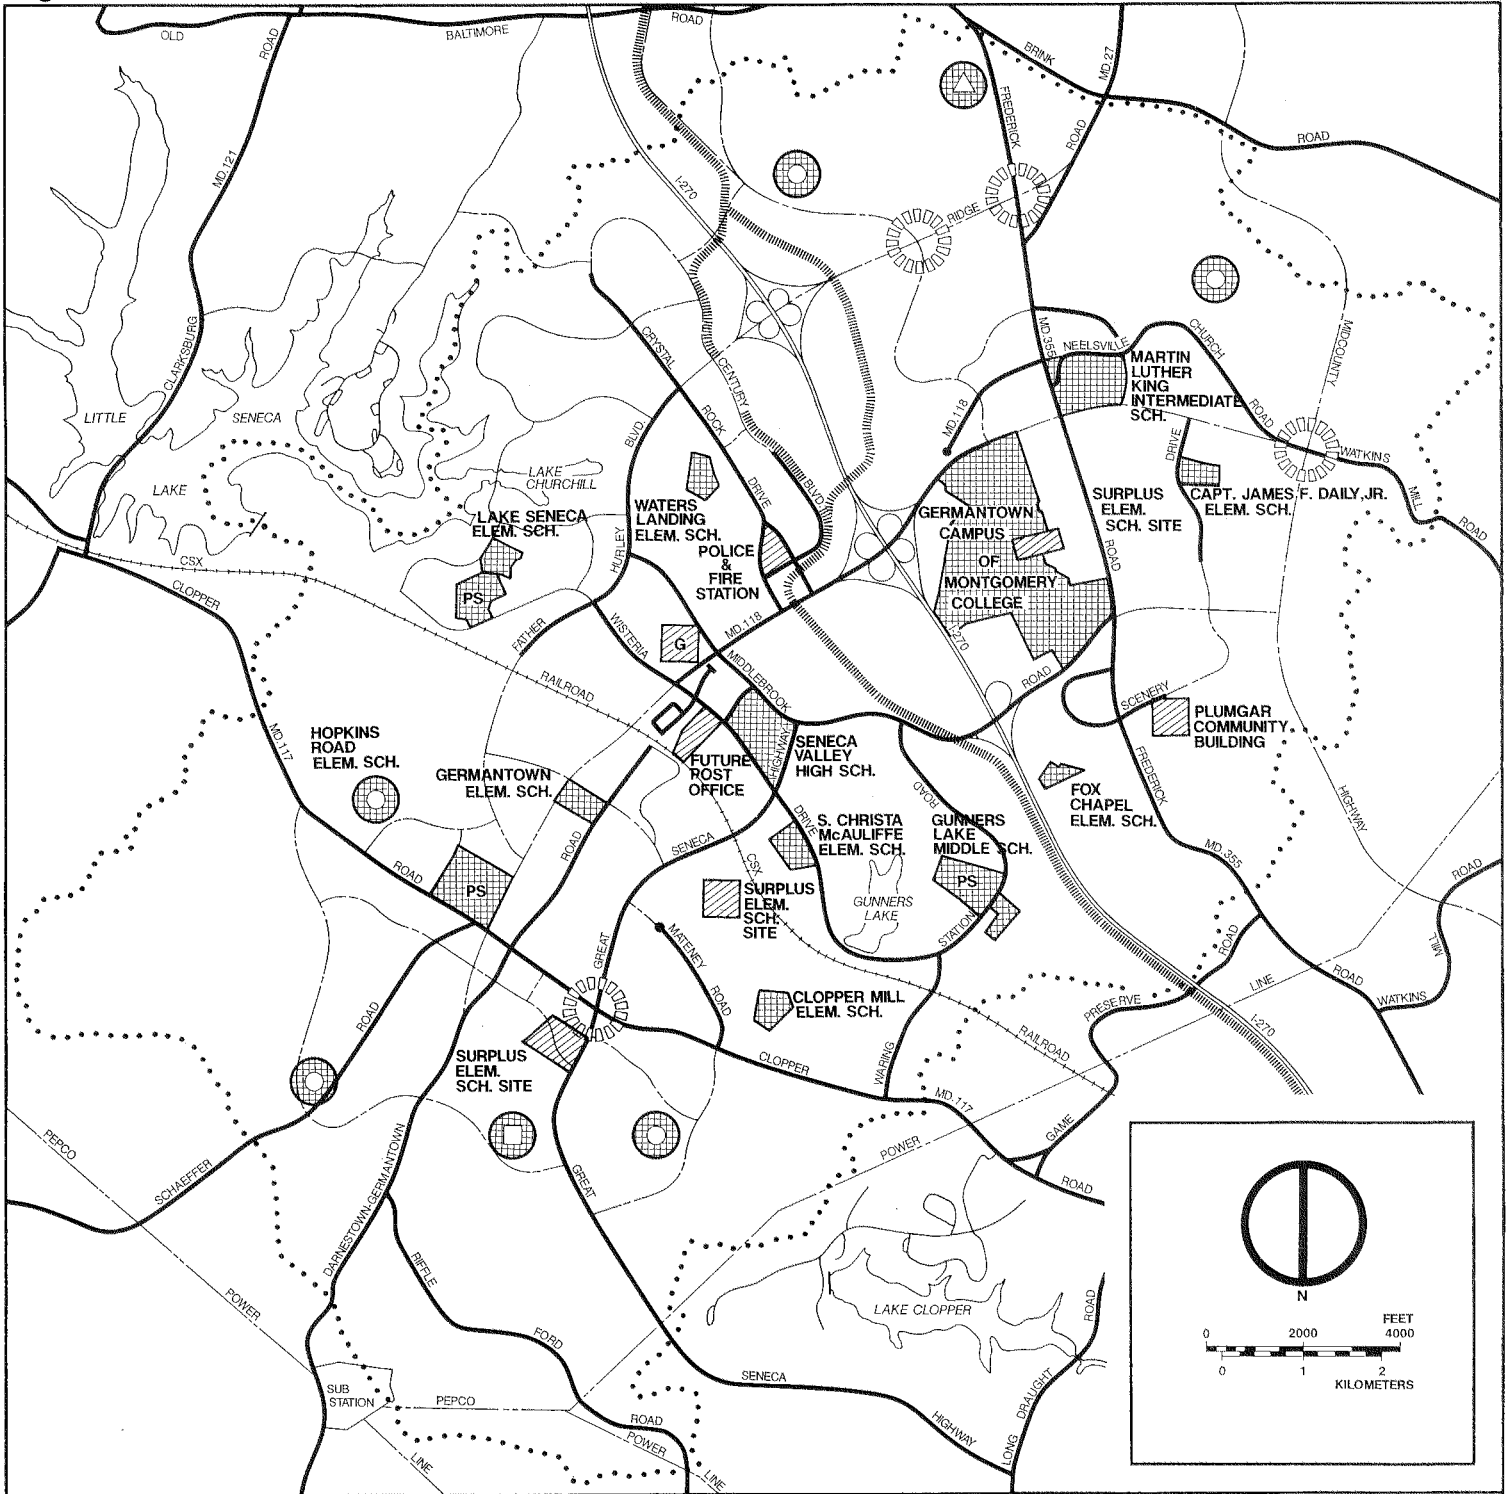 OLD
ROAD
BALTIMORE
ROAD
BRINK
MD.27
ROAD
FREDERICK
ROAD
MD.121
I-270
RIDGE
CLARKSBURG
CRYSTAL
CENTURY
MD.355
NEELSVILLE
CHURCH
MIDCOUNTY
MARTIN
LUTHER
KING
INTERMEDIATE
SCH.
LITTLE
SENECA
LAKE
BLVD.
ROCK
MD.118
ROAD
WATKINS
MILL
ROAD
LAKE
CHURCHILL
DRIVE
BLVD.
DRIVE
LAKE SENECA
ELEM. SCH.
WATERS
LANDING
ELEM. SCH.
POLICE
&
FIRE
STATION
GERMANTOWN
CAMPUS
OF
MONTGOMERY
COLLEGE
SURPLUS
ELEM.
SCH. SITE
CAPT. JAMES F. DAILY, JR.
ELEM. SCH.
ROAD
CSX
CLOPPER
HURLEY
PS
FATHER
WISTERIA
G
MD.118
MIDDLEBROOK
I-270
ROAD
SCENERY
RAILROAD
PLUMGAR
COMMUNITY
BUILDING
HOPKINS
ROAD
ELEM. SCH.
MD.117
GERMANTOWN
ELEM. SCH.
FUTURE
POST
OFFICE
HIGHWAY
SENECA
VALLEY
HIGH SCH.
ROAD
FREDERICK
HIGHWAY
FOX
CHAPEL
ELEM. SCH.
DRIVE
S. CHRISTA
McAULIFFE
ELEM. SCH.
GUNNERS
LAKE
MIDDLE SCH.
ROAD
SENECA
CSX
MD.355
ROAD
ROAD
PS
PS
SURPLUS
ELEM.
SCH.
SITE
GUNNERS
LAKE
STATION
ROAD
MILL
GREAT
MATENEY
ROAD
LINE
ROAD
WATKINS
ROAD
CLOPPER MILL
ELEM. SCH.
PRESERVE
I-270
RAILROAD
SURPLUS
ELEM.
SCH. SITE
CLOPPER
WARING
MD.117
GAME
POWER
ROAD
PEPCO
SCHAEFFER
DARNESTOWN-GERMANTOWN
GREAT
RIFFLE
POWER
FORD
LAKE CLOPPER
ROAD
N
FEET
0 2000 4000
0 1 2
KILOMETERS
SENECA
HIGHWAY
DRAUGHT
LONG
SUB
STATION
PEPCO
ROAD
POWER
LINE
LINE